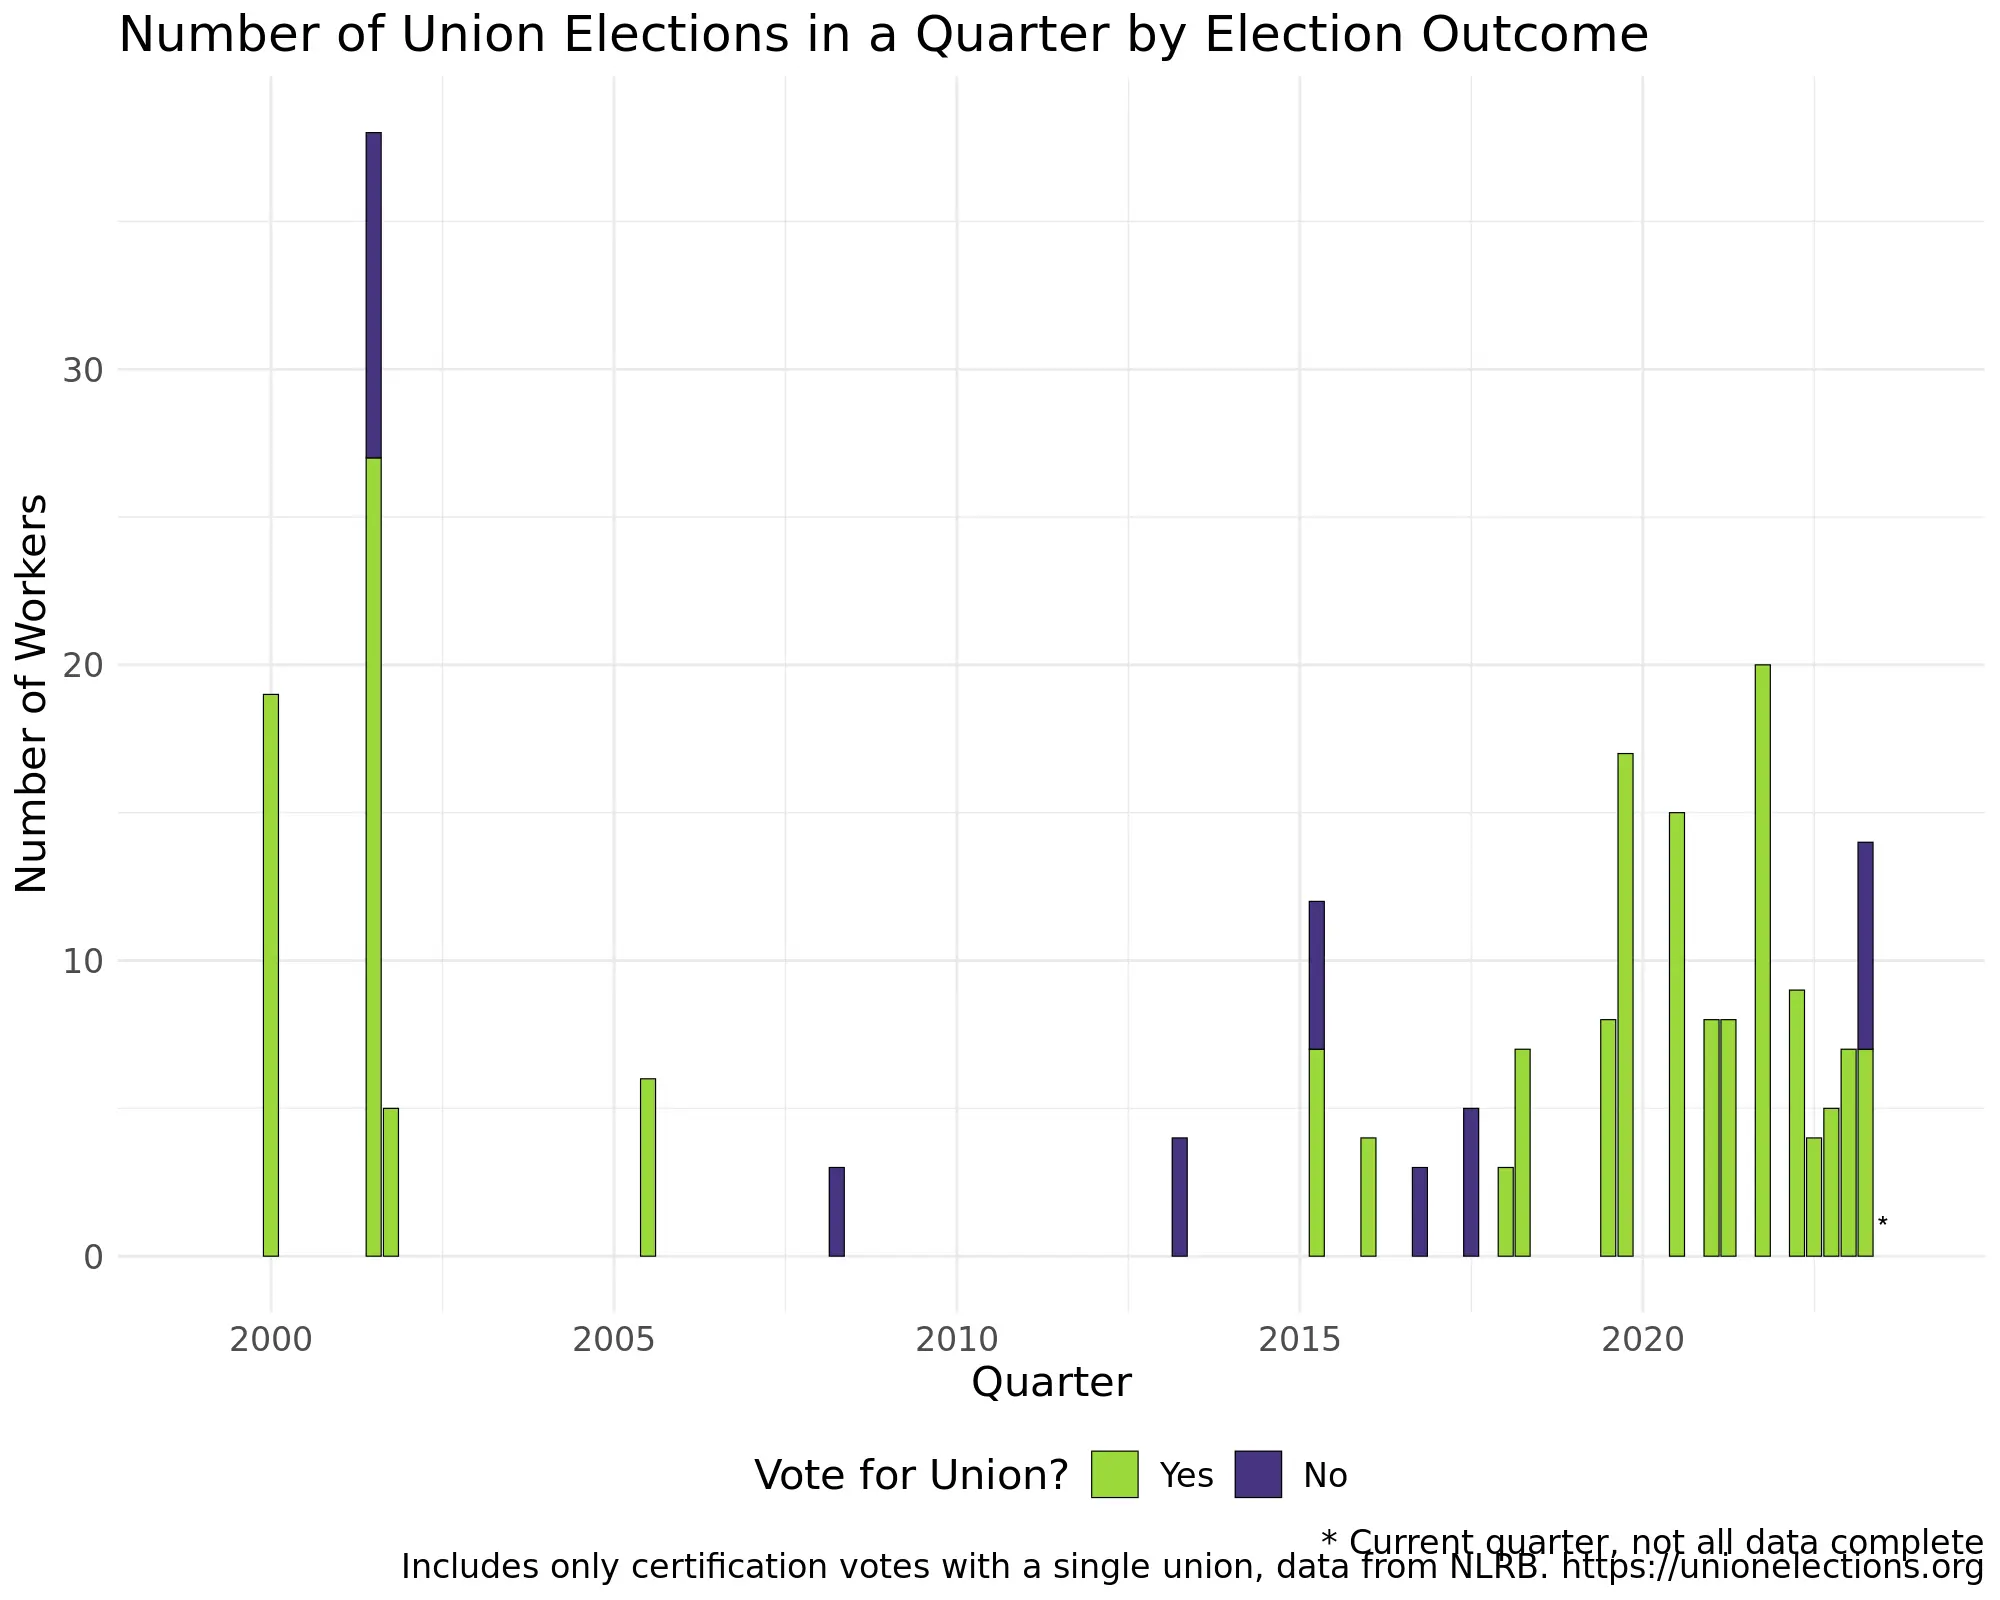 Number of Union Elections in a Quarter by Election Outcome
Number of Workers
30
20
10
0
*
2000 2005 2010 2015 2020
Quarter
Vote for Union? Yes No
* Current quarter, not all data complete
Includes only certification votes with a single union, data from NLRB. https://unionelections.org